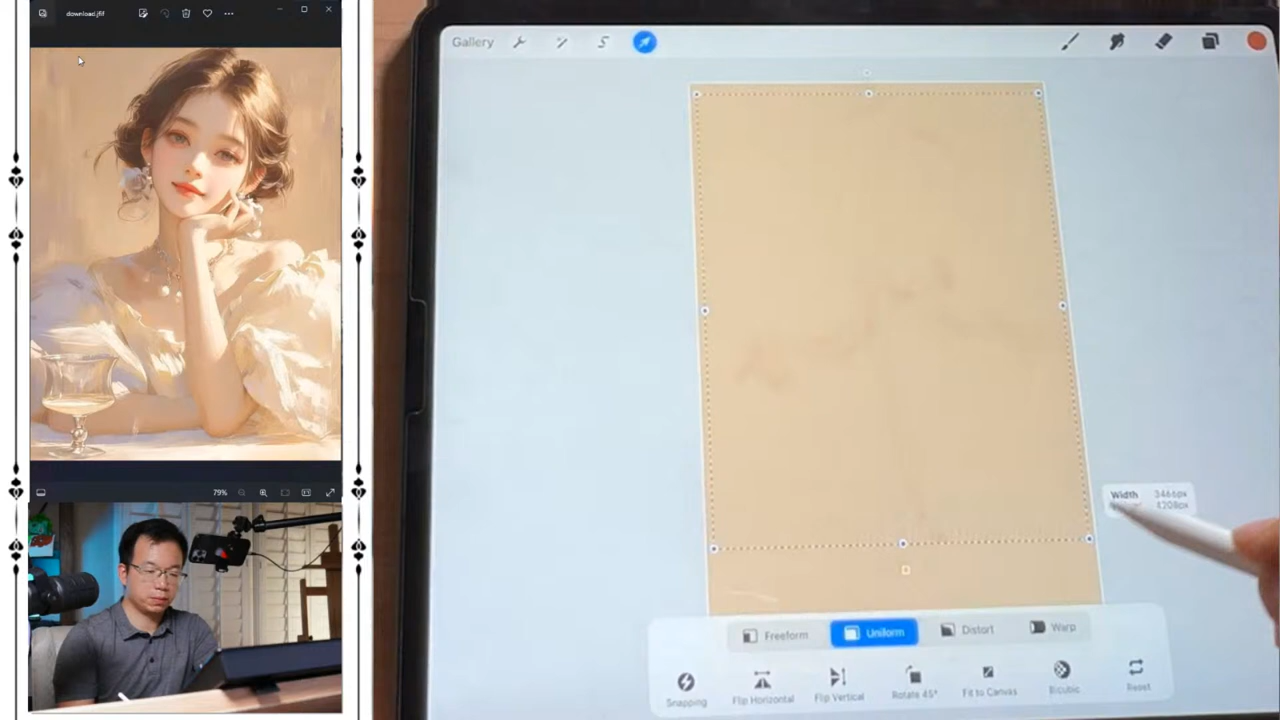 download.jfif
79%
Gallery
Width 3466px
Freeform
Uniform
Distort
Warp
Snapping
Flip Horizontal
Flip Vertical
Rotate 45°
Fit to Canvas
Bicubic
Reset